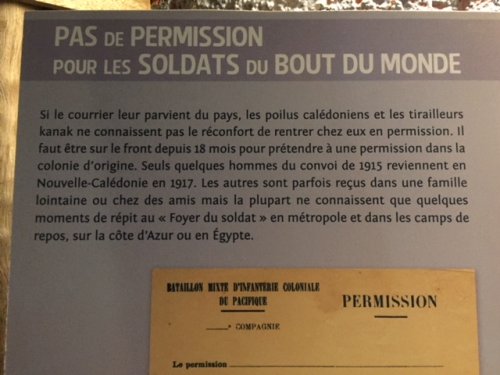 PAS DE PERMISSION
POUR LES SOLDATS DU BOUT DU MONDE
Si le courrier leur parvient du pays, les poilus calédoniens et les tirailleurs
kanak ne connaissent pas le réconfort de rentrer chez eux en permission. Il
faut être sur le front depuis 18 mois pour prétendre à une permission dans la
colonie d'origine. Seuls quelques hommes du convoi de 1915 reviennent en
Nouvelle-Calédonie en 1917. Les autres sont parfois reçus dans une famille
lointaine ou chez des amis mais la plupart ne connaissent que quelques
moments de répit au « Foyer du soldat » en métropole et dans les camps de
repos, sur la côte d'Azur ou en Égypte.
BATAILLON MIXTE D'INFANTERIE COLONIALE
DU PACIFIQUE
PERMISSION
COMPAGNIE
Le permission